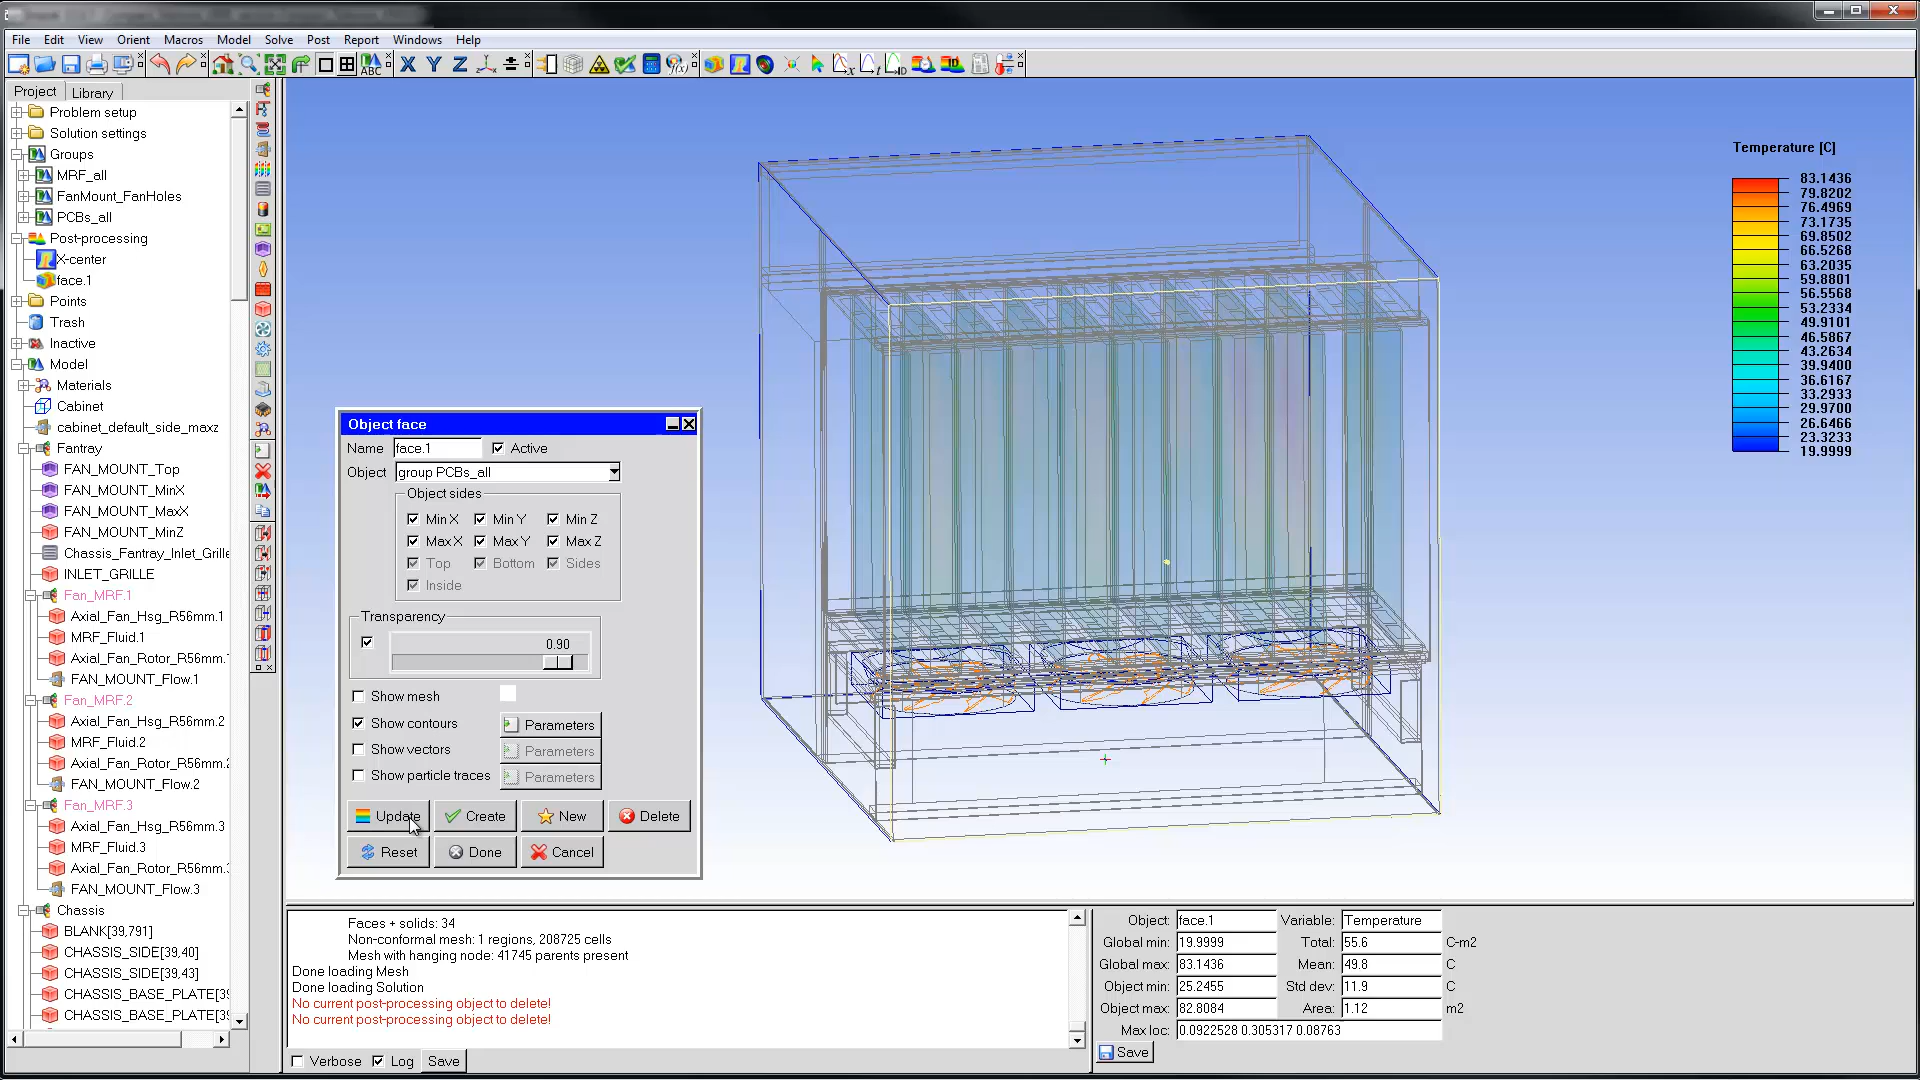 File Edit View Orient Macros Model Solve Post Report Windows Help
ABC X Y Z
Project Library
Problem setup
Solution settings
Groups
MRF_all
FanMount_FanHoles
PCBs_all
Post-processing
X-center
face.1
Points
Trash
Inactive
Model
Materials
Cabinet
cabinet_default_side_maxz
Fantray
FAN_MOUNT_Top
FAN_MOUNT_MinX
FAN_MOUNT_MaxX
FAN_MOUNT_MinZ
Chassis_Fantray_Inlet_Grille
INLET_GRILLE
Fan_MRF.1
Axial_Fan_Hsg_R56mm.1
MRF_Fluid.1
Axial_Fan_Rotor_R56mm.
FAN_MOUNT_Flow.1
Fan_MRF.2
Axial_Fan_Hsg_R56mm.2
MRF_Fluid.2
Axial_Fan_Rotor_R56mm.2
FAN_MOUNT_Flow.2
Fan_MRF.3
Axial_Fan_Hsg_R56mm.3
MRF_Fluid.3
Axial_Fan_Rotor_R56mm.3
FAN_MOUNT_Flow.3
Chassis
BLANK[39,791]
CHASSIS_SIDE[39,40]
CHASSIS_SIDE[39,43]
CHASSIS_BASE_PLATE[39
CHASSIS_BASE_PLATE[39
Object face
Name face.1 Active
Object group PCBs_all
Object sides
Min X Min Y Min Z
Max X Max Y Max Z
Top Bottom Sides
Inside
Transparency
0.90
Show mesh
Show contours Parameters
Show vectors Parameters
Show particle traces Parameters
Update Create New Delete
Reset Done Cancel
Temperature [C]
83.1436
79.8202
76.4969
73.1735
69.8502
66.5268
63.2035
59.8801
56.5568
53.2334
49.9101
46.5867
43.2634
39.9400
36.6167
33.2933
29.9700
26.6466
23.3233
19.9999
Faces + solids: 34
Non-conformal mesh: 1 regions, 208725 cells
Mesh with hanging node: 41745 parents present
Done loading Mesh
Done loading Solution
No current post-processing object to delete!
No current post-processing object to delete!
Verbose Log Save
Object: face.1 Variable: Temperature
Global min: 19.9999 Total: 55.6 C-m2
Global max: 83.1436 Mean: 49.8 C
Object min: 25.2455 Std dev: 11.9 C
Object max: 82.8084 Area: 1.12 m2
Max loc: 0.0922528 0.305317 0.08763
Save